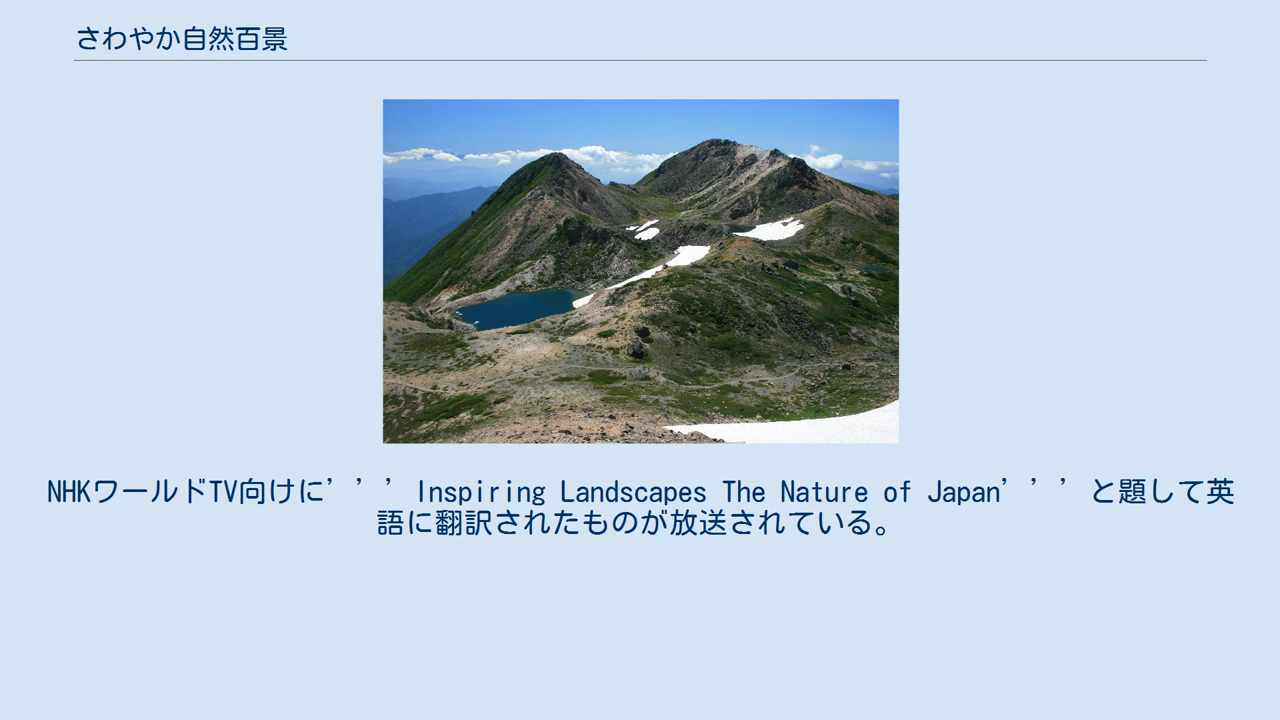 さわやか自然百景
NHKワールドTV向けに’’’Inspiring Landscapes The Nature of Japan’’’と題して英
語に翻訳されたものが放送されている。